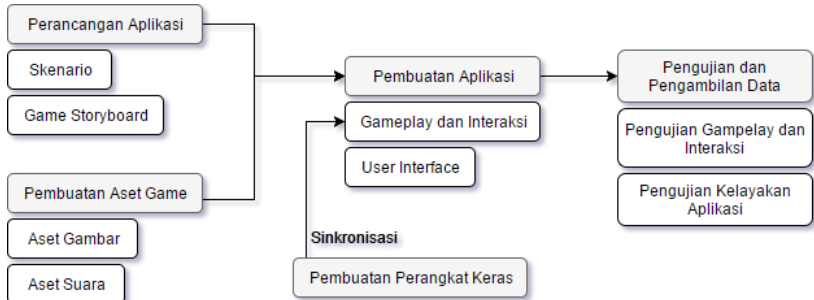 Perancangan Aplikasi
Skenario
Game Storyboard
Pembuatan Aset Game
Aset Gambar
Aset Suara
Pembuatan Aplikasi
Gameplay dan Interaksi
User Interface
Sinkronisasi
Pembuatan Perangkat Keras
Pengujian dan
Pengambilan Data
Pengujian Gampelay dan
Interaksi
Pengujian Kelayakan
Aplikasi